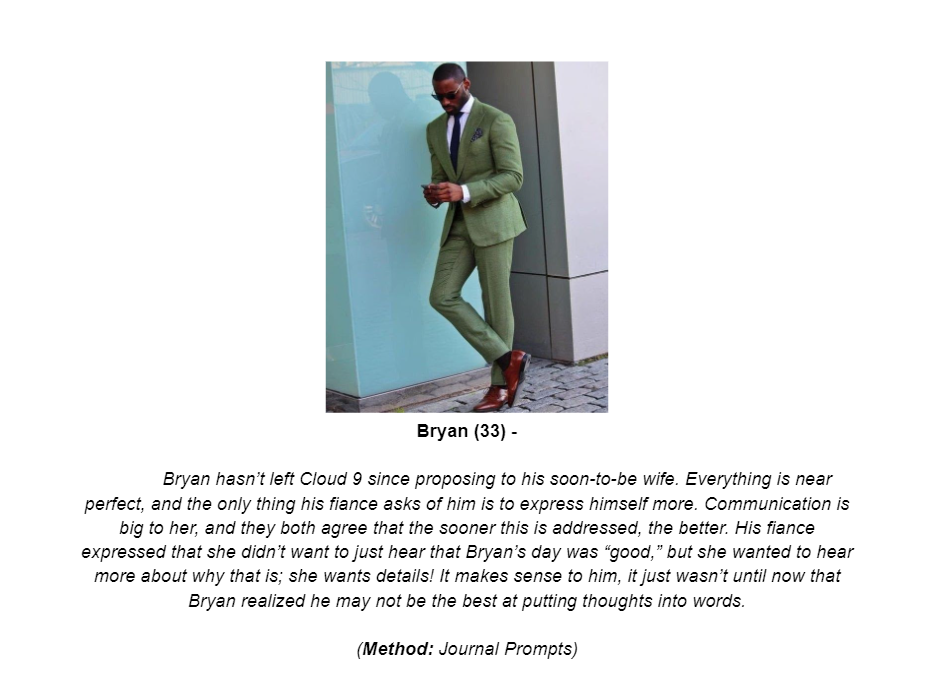 Bryan (33) -
Bryan hasn’t left Cloud 9 since proposing to his soon-to-be wife. Everything is near
perfect, and the only thing his fiance asks of him is to express himself more. Communication is
big to her, and they both agree that the sooner this is addressed, the better. His fiance
expressed that she didn’t want to just hear that Bryan’s day was “good,” but she wanted to hear
more about why that is; she wants details! It makes sense to him, it just wasn’t until now that
Bryan realized he may not be the best at putting thoughts into words.
(Method: Journal Prompts)